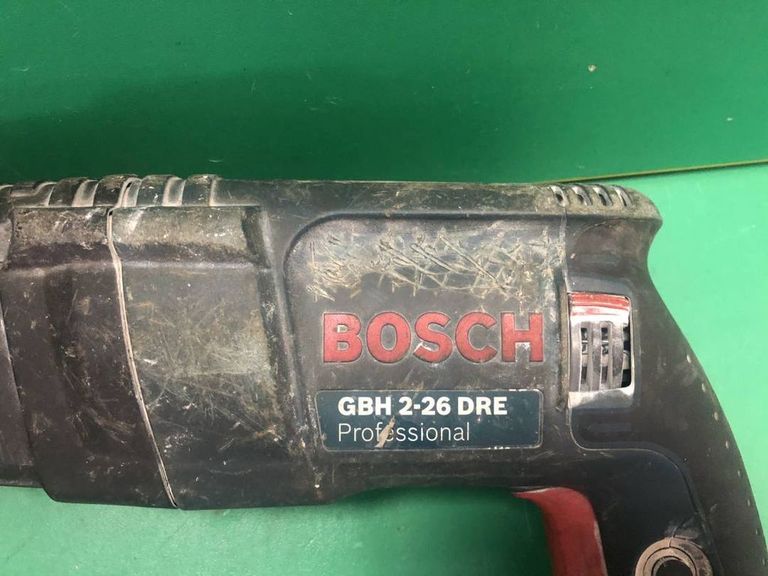 BOSCH
GBH 2-26 DRE
Professional